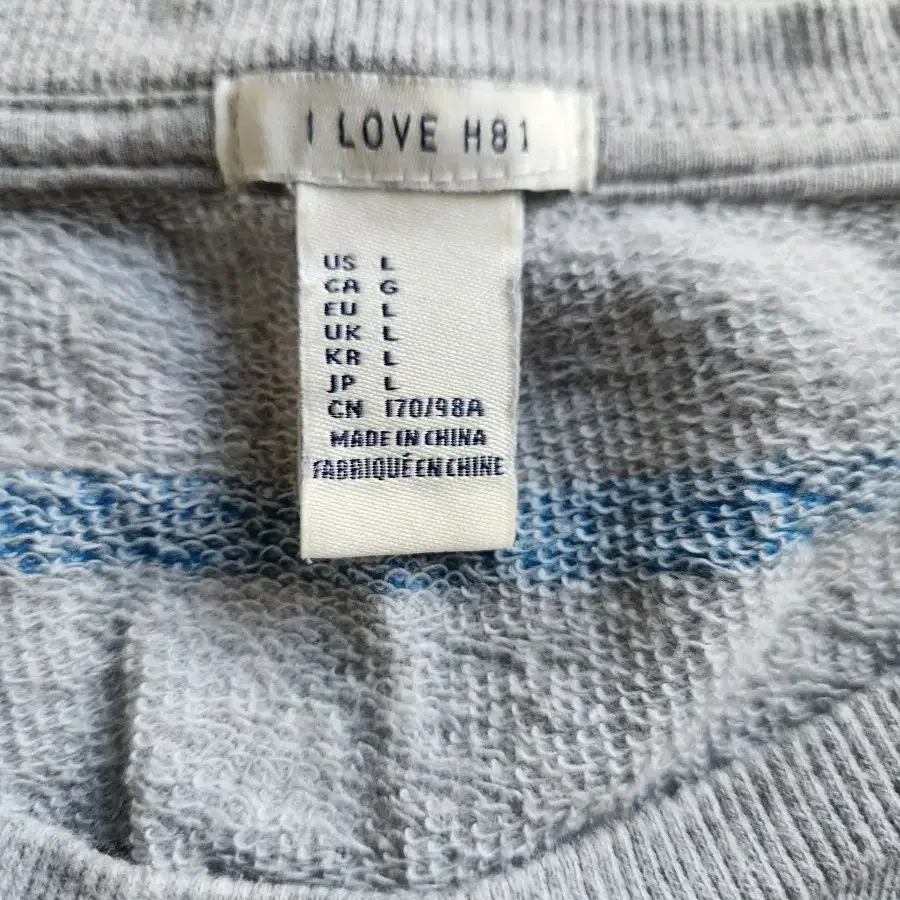 I LOVE H81
US L
CA G
EU L
UK L
KR L
JP L
CN 170/98A
MADE IN CHINA
FABRIQUÉ EN CHINE